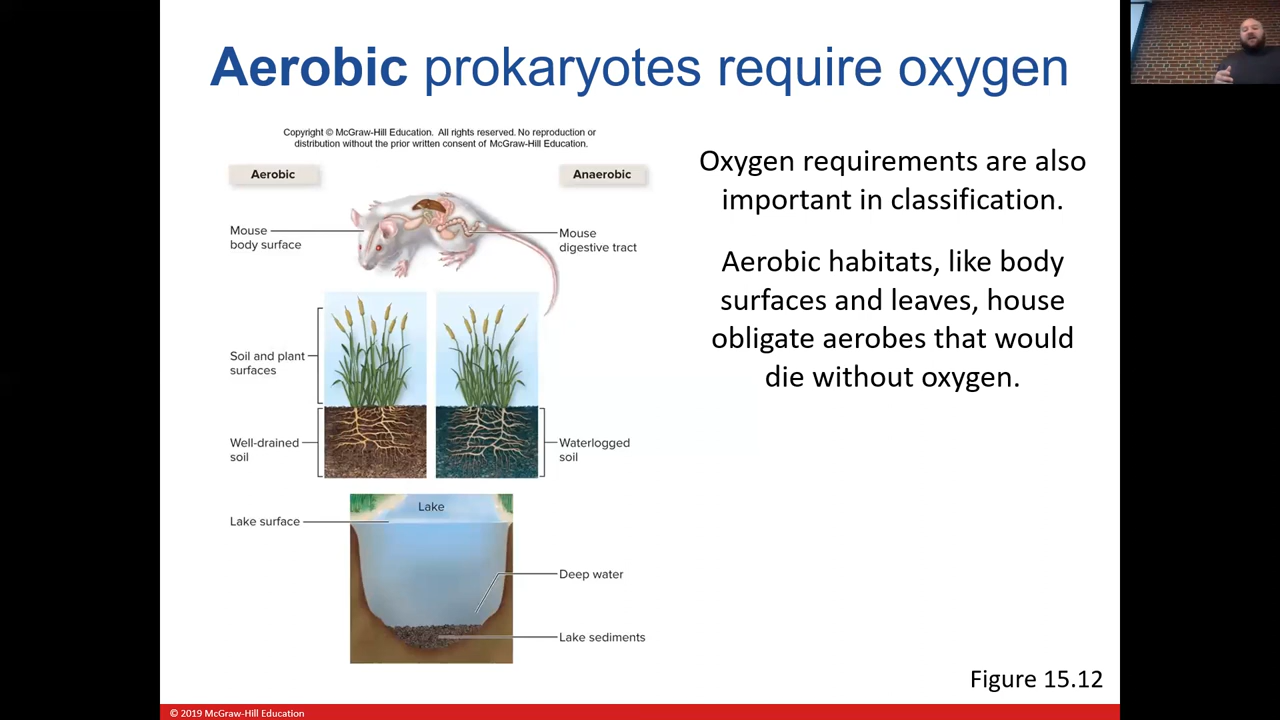 Aerobic prokaryotes require oxygen
Copyright © McGraw-Hill Education. All rights reserved. No reproduction or
distribution without the prior written consent of McGraw-Hill Education.
Aerobic
Anaerobic
Mouse
body surface
Mouse
digestive tract
Soil and plant
surfaces
Well-drained
soil
Waterlogged
soil
Lake
Lake surface
Deep water
Lake sediments
Oxygen requirements are also
important in classification.
Aerobic habitats, like body
surfaces and leaves, house
obligate aerobes that would
die without oxygen.
Figure 15.12
© 2019 McGraw-Hill Education